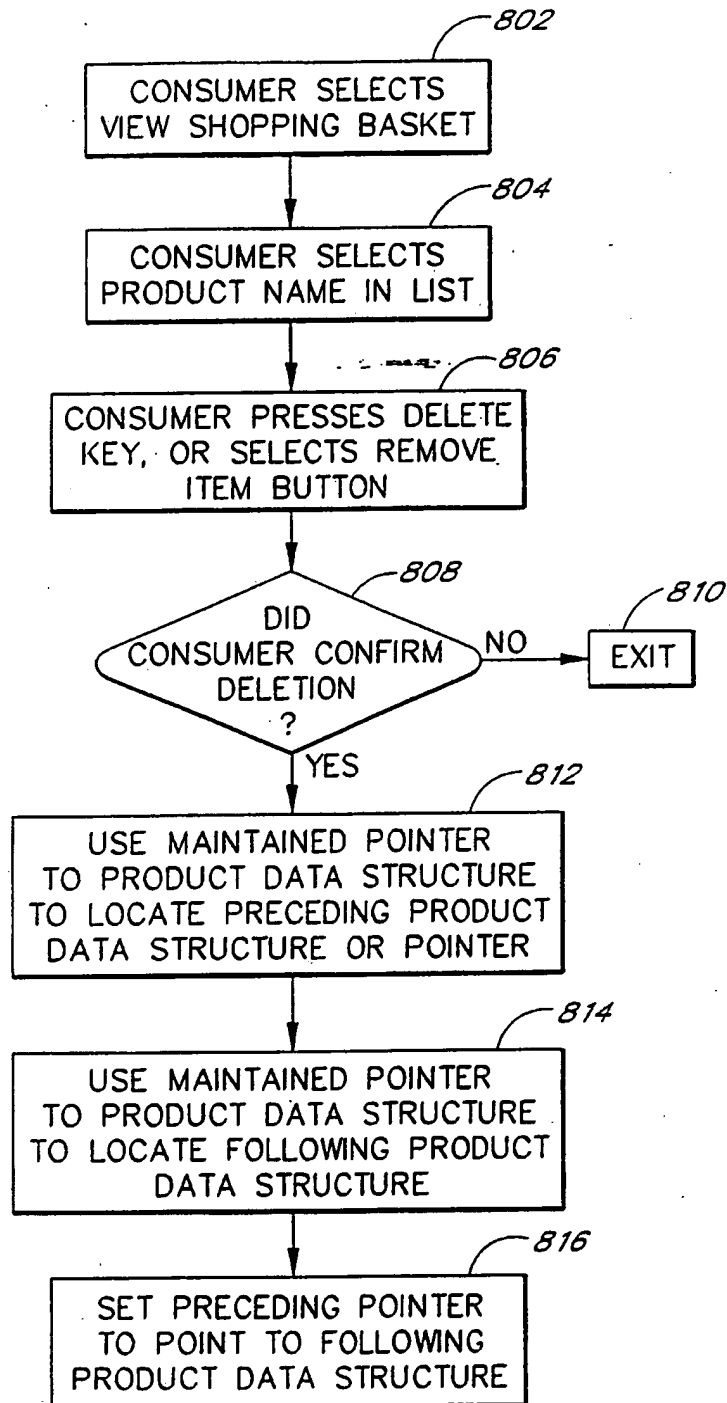 802
CONSUMER SELECTS
VIEW SHOPPING BASKET
804
CONSUMER SELECTS
PRODUCT NAME IN LIST
806
CONSUMER PRESSES DELETE
KEY, OR SELECTS REMOVE
ITEM BUTTON
808
DID
CONSUMER CONFIRM
DELETION
?
NO
810
EXIT
YES
812
USE MAINTAINED POINTER
TO PRODUCT DATA STRUCTURE
TO LOCATE PRECEDING PRODUCT
DATA STRUCTURE OR POINTER
814
USE MAINTAINED POINTER
TO PRODUCT DATA STRUCTURE
TO LOCATE FOLLOWING PRODUCT
DATA STRUCTURE
816
SET PRECEDING POINTER
TO POINT TO FOLLOWING
PRODUCT DATA STRUCTURE